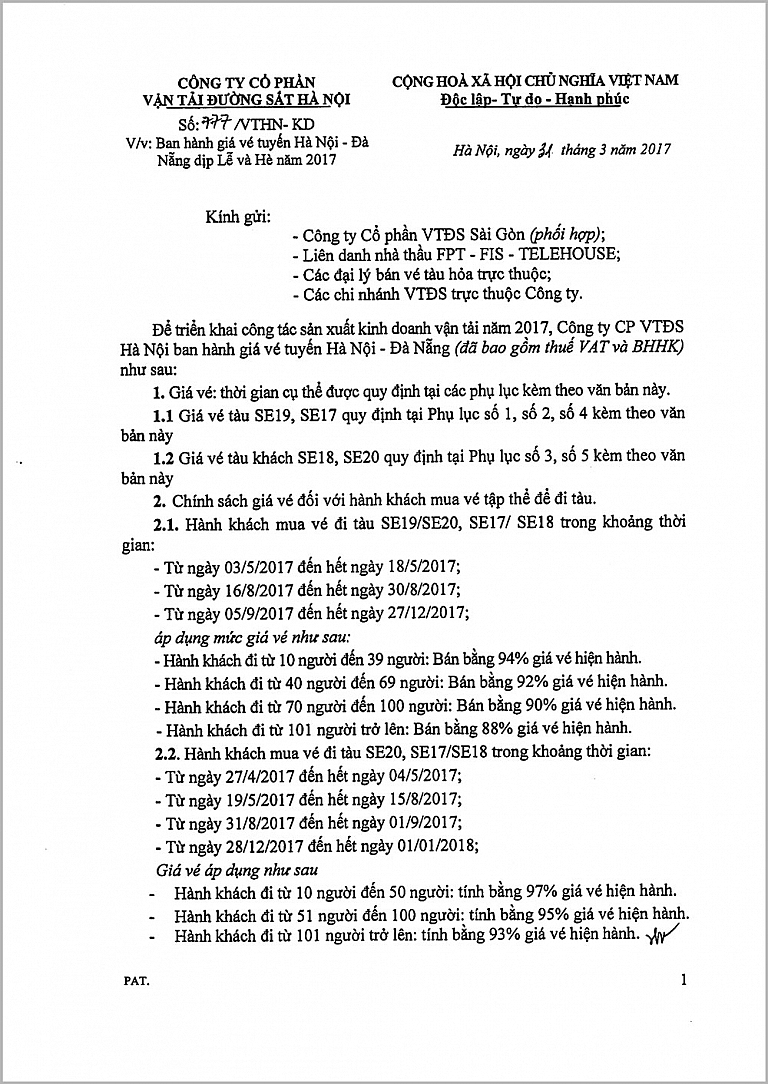 CÔNG TY CỔ PHẦN
VẬN TẢI ĐƯỜNG SẮT HÀ NỘI
Số: 777 /VTHN- KD
V/v: Ban hành giá vé tuyến Hà Nội - Đà
Nẵng dịp Lễ và Hè năm 2017
CỘNG HOÀ XÃ HỘI CHỦ NGHĨA VIỆT NAM
Độc lập- Tự do - Hạnh phúc
Hà Nội, ngày 31 tháng 3 năm 2017
Kính gửi:
- Công ty Cổ phần VTĐS Sài Gòn (phối hợp);
- Liên danh nhà thầu FPT - FIS - TELEHOUSE;
- Các đại lý bán vé tàu hỏa trực thuộc;
- Các chi nhánh VTĐS trực thuộc Công ty.
Để triển khai công tác sản xuất kinh doanh vận tải năm 2017, Công ty CP VTĐS
Hà Nội ban hành giá vé tuyến Hà Nội - Đà Nẵng (đã bao gồm thuế VAT và BHHK)
như sau:
1. Giá vé: thời gian cụ thể được quy định tại các phụ lục kèm theo văn bản này.
1.1 Giá vé tàu SE19, SE17 quy định tại Phụ lục số 1, số 2, số 4 kèm theo văn
bản này
1.2 Giá vé tàu khách SE18, SE20 quy định tại Phụ lục số 3, số 5 kèm theo văn
bản này
2. Chính sách giá vé đối với hành khách mua vé tập thể để đi tàu.
2.1. Hành khách mua vé đi tàu SE19/SE20, SE17/ SE18 trong khoảng thời
gian:
- Từ ngày 03/5/2017 đến hết ngày 18/5/2017;
- Từ ngày 16/8/2017 đến hết ngày 30/8/2017;
- Từ ngày 05/9/2017 đến hết ngày 27/12/2017;
áp dụng mức giá vé như sau:
- Hành khách đi từ 10 người đến 39 người: Bán bằng 94% giá vé hiện hành.
- Hành khách đi từ 40 người đến 69 người: Bán bằng 92% giá vé hiện hành.
- Hành khách đi từ 70 người đến 100 người: Bán bằng 90% giá vé hiện hành.
- Hành khách đi từ 101 người trở lên: Bán bằng 88% giá vé hiện hành.
2.2. Hành khách mua vé đi tàu SE20, SE17/SE18 trong khoảng thời gian:
- Từ ngày 27/4/2017 đến hết ngày 04/5/2017;
- Từ ngày 19/5/2017 đến hết ngày 15/8/2017;
- Từ ngày 31/8/2017 đến hết ngày 01/9/2017;
- Từ ngày 28/12/2017 đến hết ngày 01/01/2018;
Giá vé áp dụng như sau
- Hành khách đi từ 10 người đến 50 người: tính bằng 97% giá vé hiện hành.
- Hành khách đi từ 51 người đến 100 người: tính bằng 95% giá vé hiện hành.
- Hành khách đi từ 101 người trở lên: tính bằng 93% giá vé hiện hành.
PAT.
1